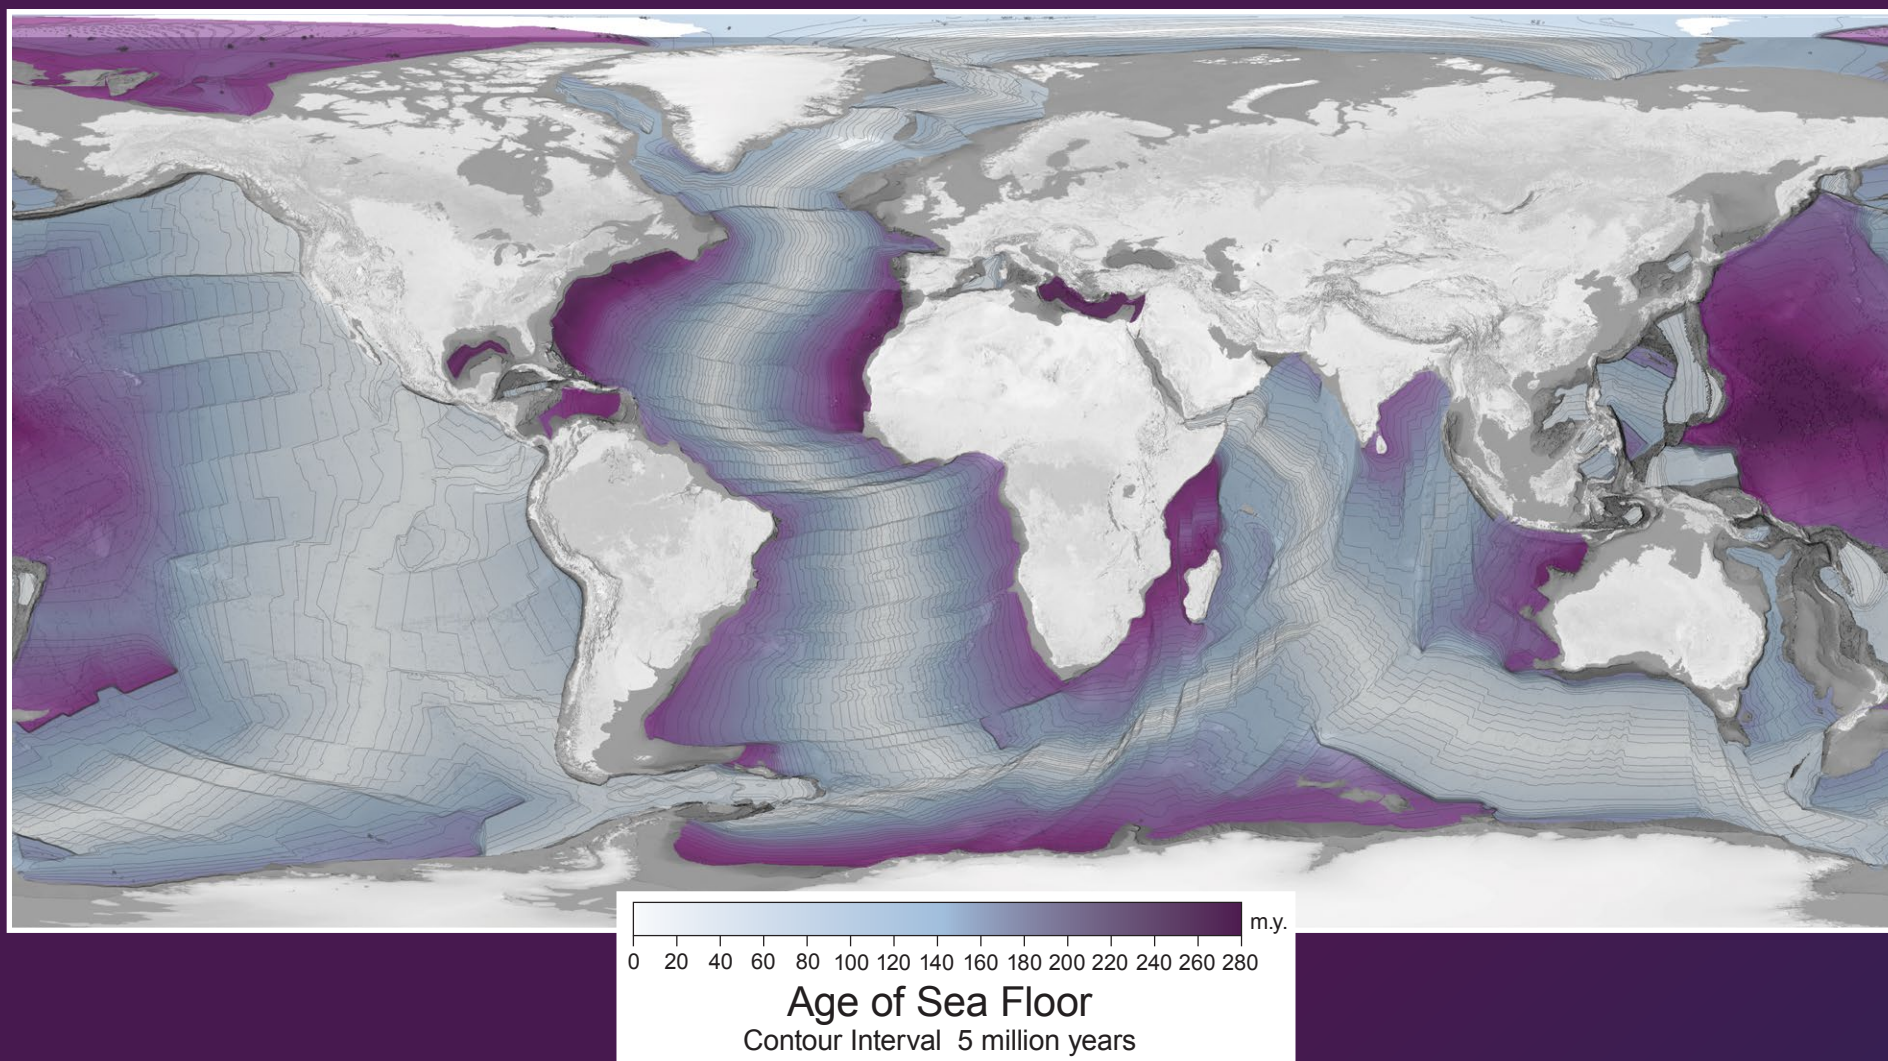 m.y.
0 20 40 60 80 100 120 140 160 180 200 220 240 260 280
Age of Sea Floor
Contour Interval 5 million years